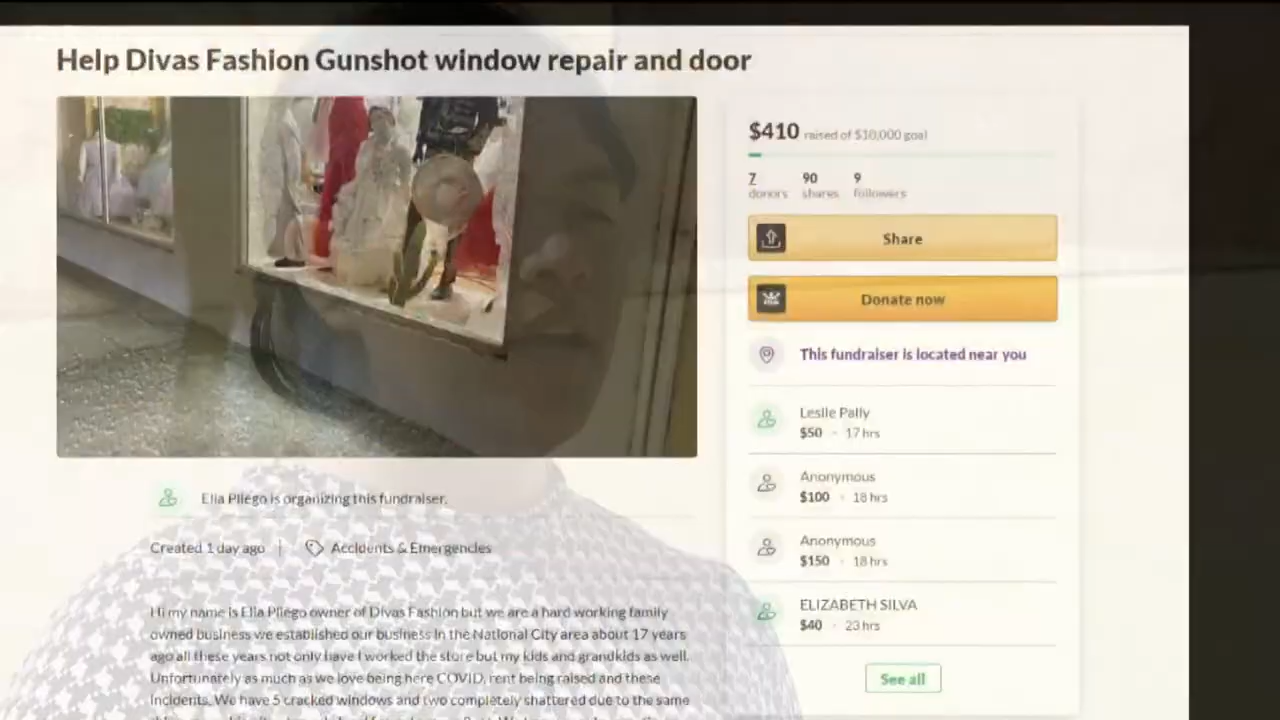 Help Divas Fashion Gunshot window repair and door
$410 raised of $10,000 goal
7 donors
90 shares
9 followers
Share
Donate now
This fundraiser is located near you
Leslie Pally
$50 · 17 hrs
Anonymous
$100 · 18 hrs
Anonymous
$150 · 18 hrs
ELIZABETH SILVA
$40 · 23 hrs
See all
Elia Pliego is organizing this fundraiser.
Created 1 day ago | Accidents & Emergencies
Hi my name is Elia Pliego owner of Divas Fashion but we are a hard working family
owned business we established our business in the National City area about 17 years
ago all these years not only have I worked the store but my kids and grandkids as well.
Unfortunately as much as we love being here COVID, rent being raised and these
Incidents. We have 5 cracked windows and two completely shattered due to the same